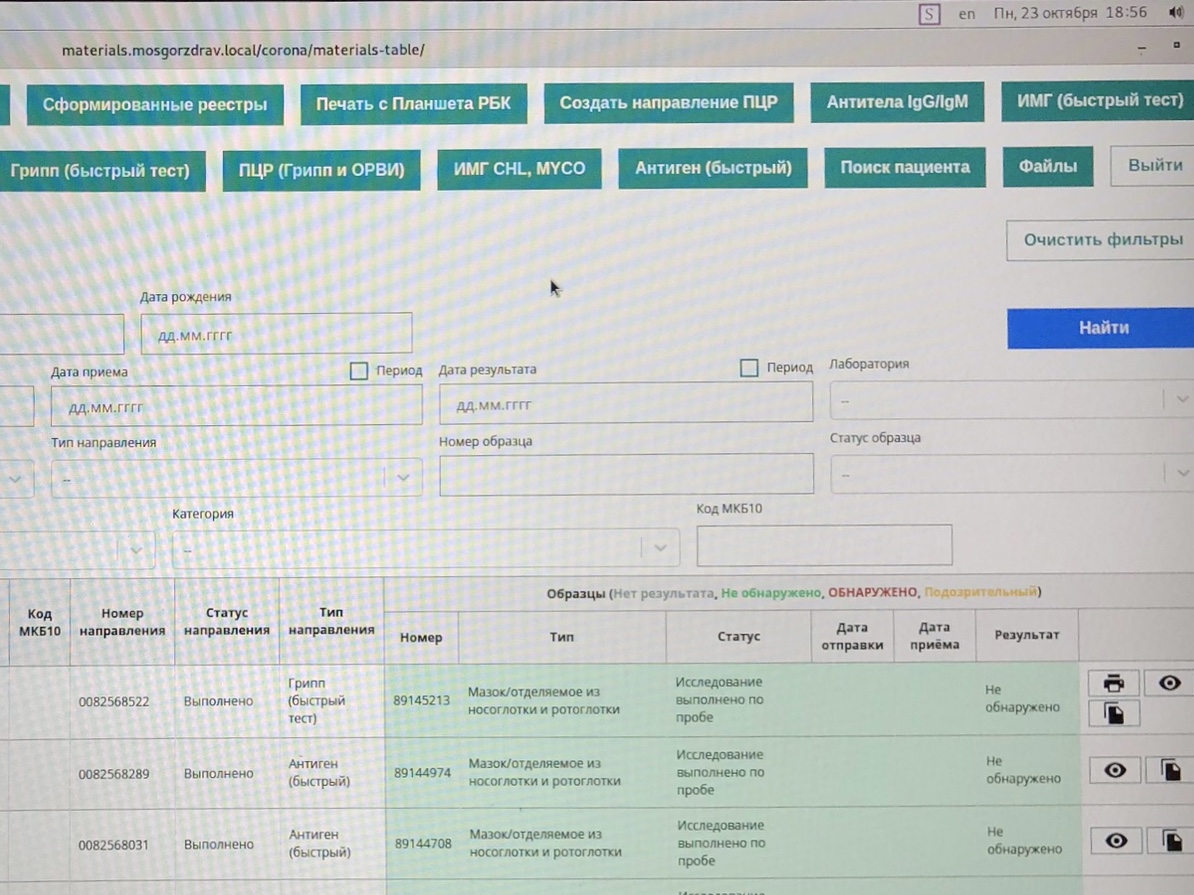 S en Пн, 23 октября 18:56
materials.mosgorzdrav.local/corona/materials-table/
Сформированные реестры Печать с Планшета РБК Создать направление ПЦР Антитела IgG/IgM ИМГ (быстрый тест)
Грипп (быстрый тест) ПЦР (Грипп и ОРВИ) ИМГ CHL, MYCO Антиген (быстрый) Поиск пациента Файлы Выйти
Очистить фильтры
Дата рождения
дд.мм.гггг
Найти
Дата приема Период Дата результата Период Лаборатория
дд.мм.гггг дд.мм.гггг --
Тип направления Номер образца Статус образца
-- --
Категория Код МКБ10
--
Образцы (Нет результата, Не обнаружено, ОБНАРУЖЕНО, Подозрительный)
Код Номер Статус Тип
МКБ10 направления направления направления
Номер Тип Статус Дата Дата Результат
отправки приёма
Грипп Исследование
0082568522 Выполнено (быстрый 89145213 Мазок/отделяемое из выполнено по Не
тест) носоглотки и ротоглотки пробе обнаружено
Исследование
0082568289 Выполнено Антиген 89144974 Мазок/отделяемое из выполнено по Не
(быстрый) носоглотки и ротоглотки пробе обнаружено
Исследование
0082568031 Выполнено Антиген 89144708 Мазок/отделяемое из выполнено по Не
(быстрый) носоглотки и ротоглотки пробе обнаружено
Исследование